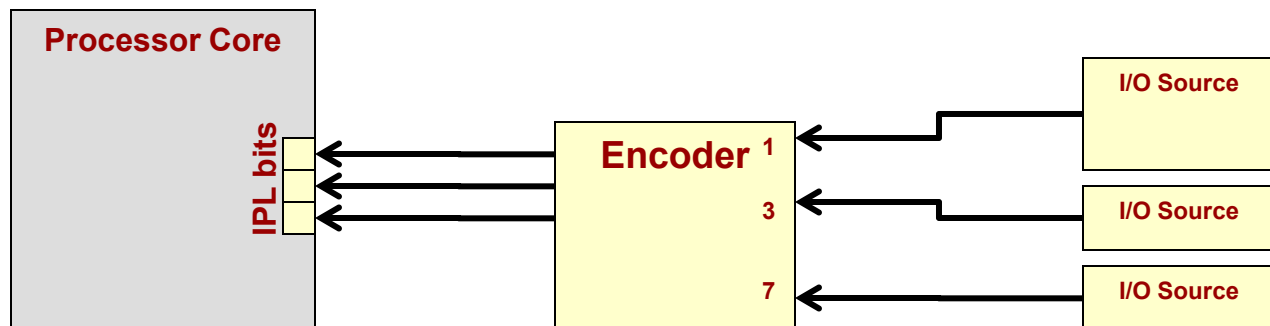 Processor Core
IPL bits
Encoder 1
3
7
I/O Source
I/O Source
I/O Source